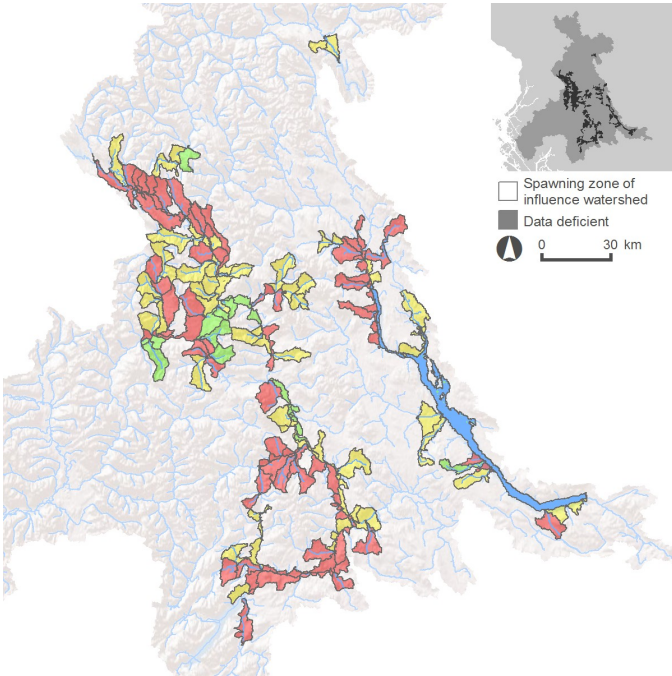 Spawning zone of
influence watershed
Data deficient
0 30 km